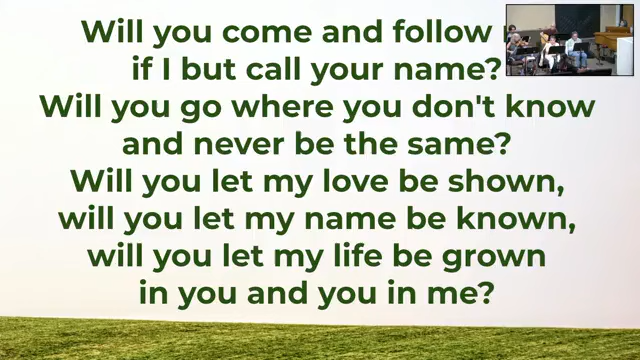 Will you come and follow
if I but call your name?
Will you go where you don't know
and never be the same?
Will you let my love be shown,
will you let my name be known,
will you let my life be grown
in you and you in me?